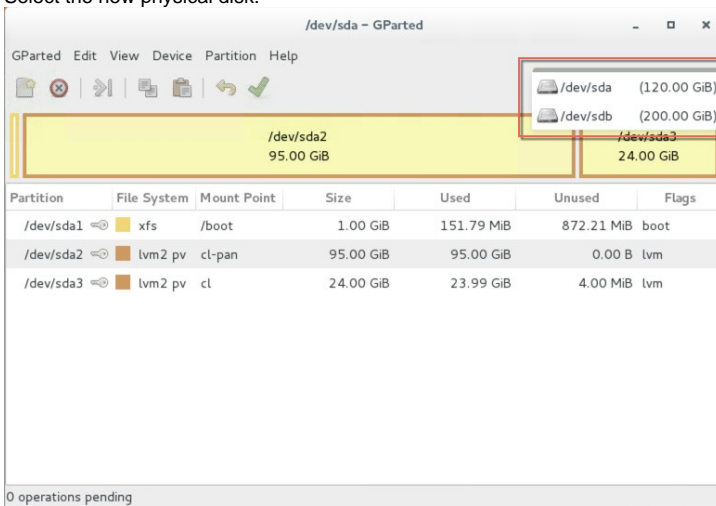 Select the new physical disk.
/dev/sda – GParted
GParted Edit View Device Partition Help
/dev/sda (120.00 GiB)
/dev/sdb (200.00 GiB)
/dev/sda2 /dev/sda3
95.00 GiB 24.00 GiB
Partition File System Mount Point Size Used Unused Flags
/dev/sda1 xfs /boot 1.00 GiB 151.79 MiB 872.21 MiB boot
/dev/sda2 lvm2 pv cl-pan 95.00 GiB 95.00 GiB 0.00 B lvm
/dev/sda3 lvm2 pv cl 24.00 GiB 23.99 GiB 4.00 MiB lvm
0 operations pending